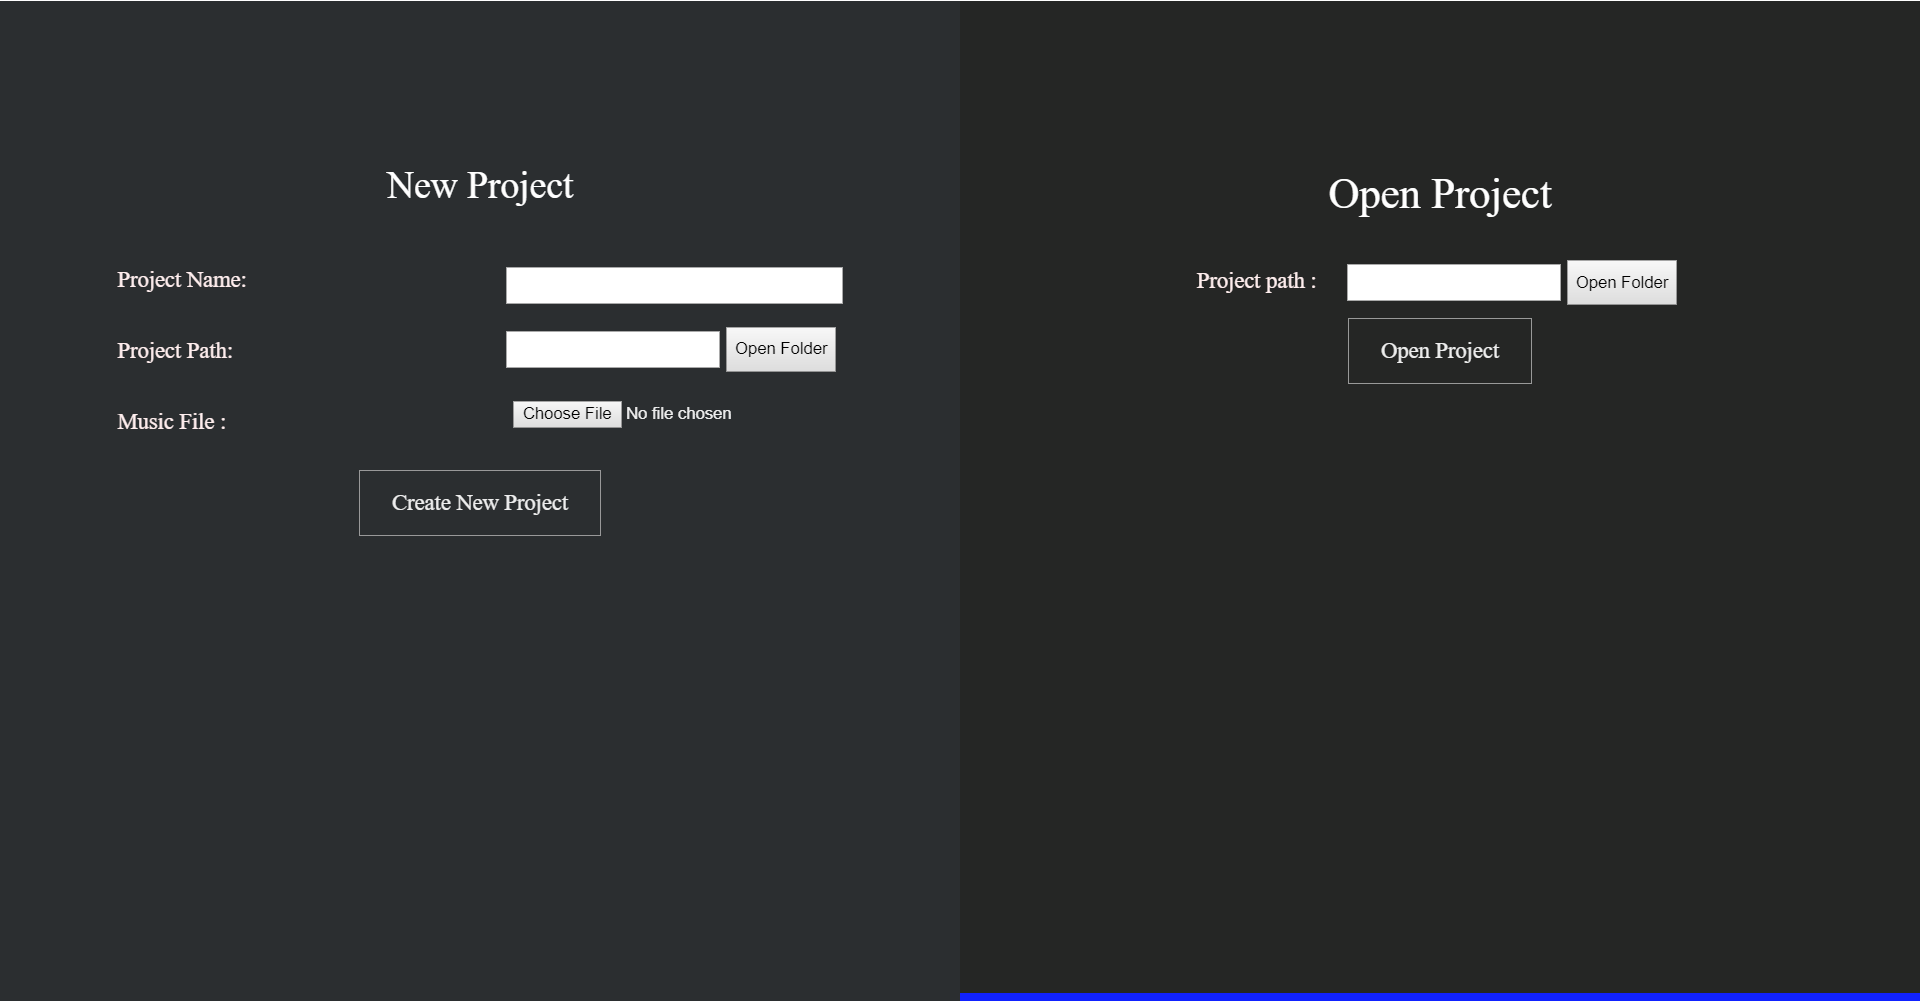 New Project
Project Name:
Project Path:
Open Folder
Music File :
Choose File No file chosen
Create New Project
Open Project
Project path :
Open Folder
Open Project